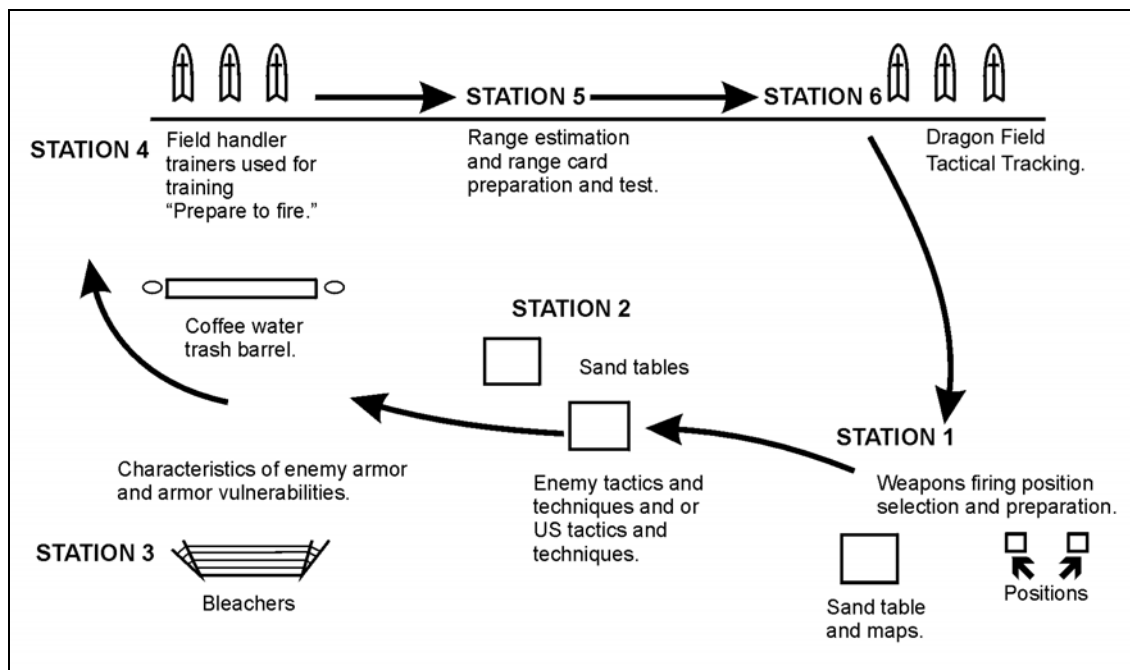 STATION 4
Field handler
trainers used for
training
“Prepare to fire.”
STATION 5
Range estimation
and range card
preparation and test.
STATION 6
Dragon Field
Tactical Tracking.
Coffee water
trash barrel.
STATION 2
Sand tables
Enemy tactics and
techniques and or
US tactics and
techniques.
STATION 1
Weapons firing position
selection and preparation.
Sand table
and maps.
Positions
Characteristics of enemy armor
and armor vulnerabilities.
STATION 3
Bleachers